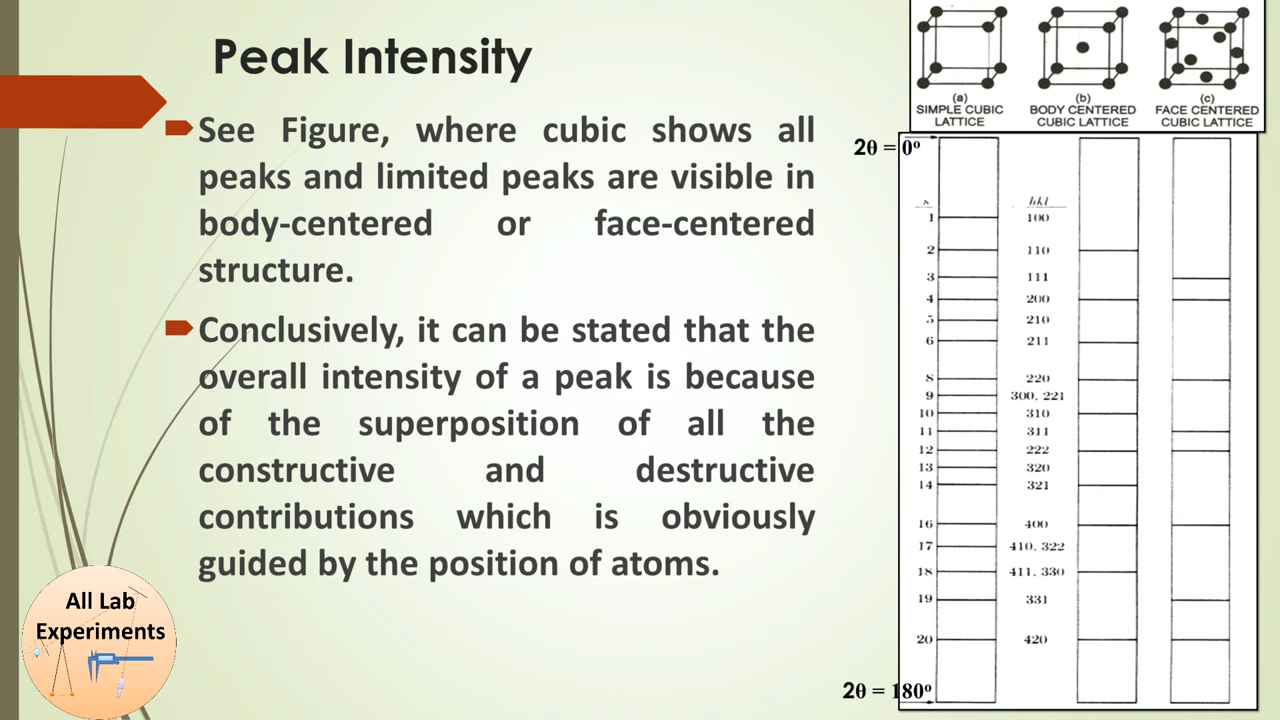 Peak Intensity
See Figure, where cubic shows all
peaks and limited peaks are visible in
body-centered or face-centered
structure.
Conclusively, it can be stated that the
overall intensity of a peak is because
of the superposition of all the
constructive and destructive
contributions which is obviously
guided by the position of atoms.
All Lab
Experiments
(a)
SIMPLE CUBIC
LATTICE
(b)
BODY CENTERED
CUBIC LATTICE
(c)
FACE CENTERED
CUBIC LATTICE
2θ = 0º
s hkl
1 100
2 110
3 111
4 200
5 210
6 211
8 220
9 300, 221
10 310
11 311
12 222
13 320
14 321
16 400
17 410, 322
18 411, 330
19 331
20 420
2θ = 180º